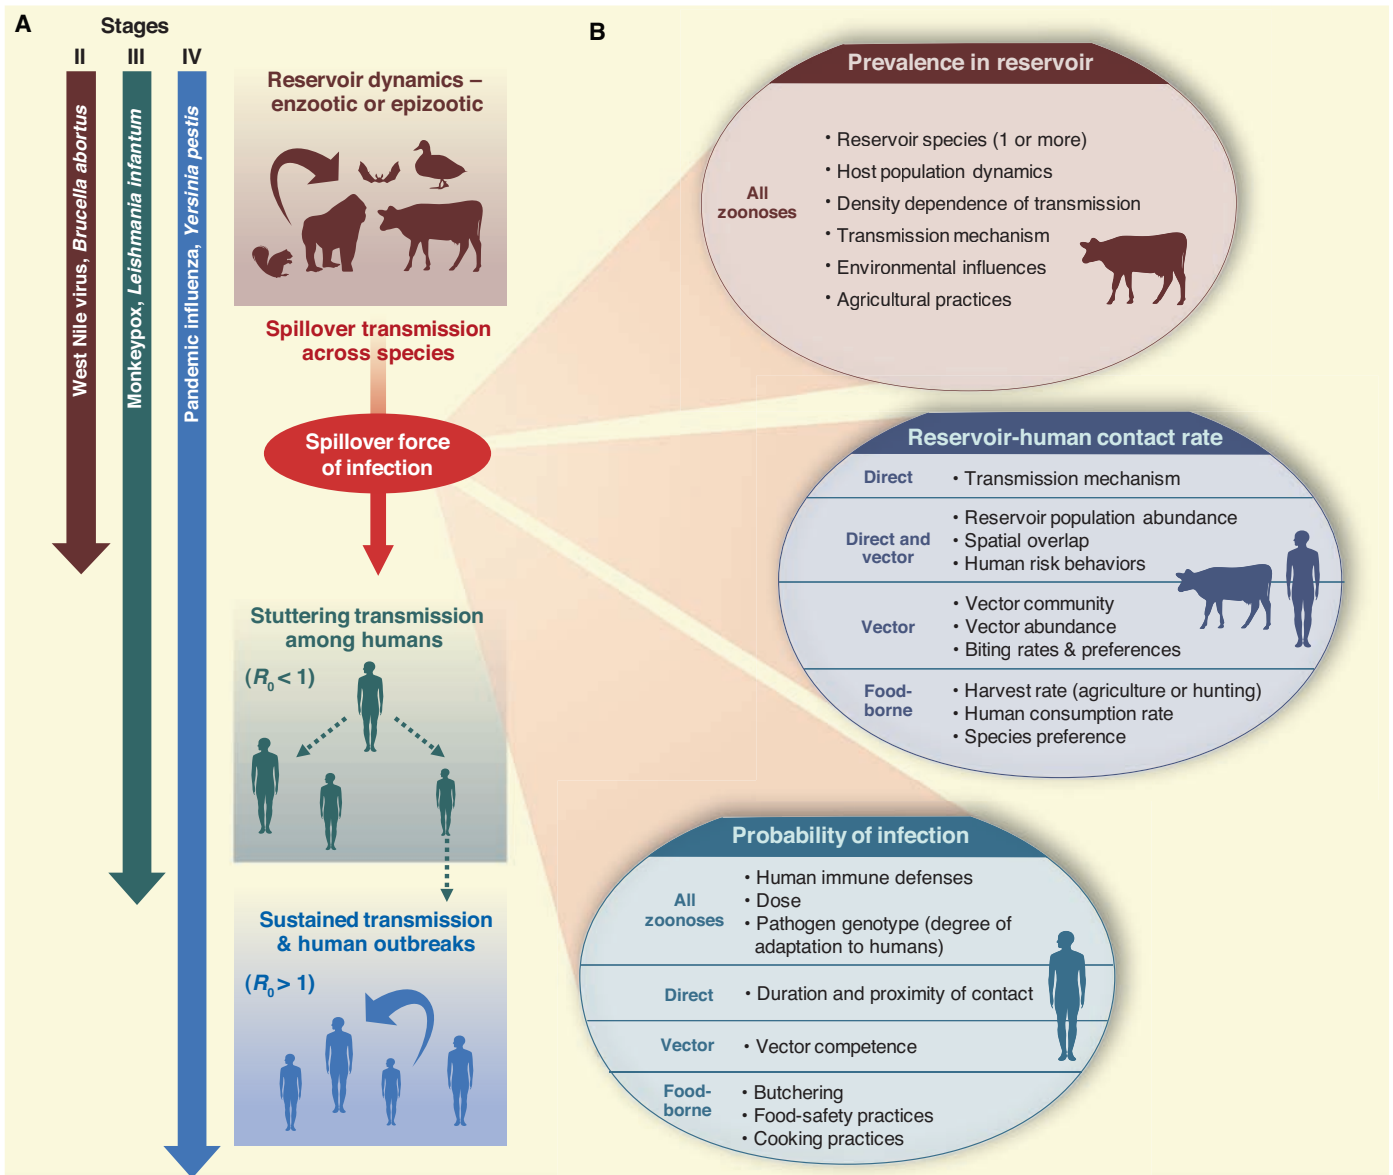 A
Stages
II
III
IV
West Nile virus, Brucella abortus
Monkeypox, Leishmania infantum
Pandemic influenza, Yersinia pestis
Reservoir dynamics –
enzootic or epizootic
Spillover transmission
across species
Spillover force
of infection
Stuttering transmission
among humans
(R0 < 1)
Sustained transmission
& human outbreaks
(R0 > 1)
B
Prevalence in reservoir
All
zoonoses
• Reservoir species (1 or more)
• Host population dynamics
• Density dependence of transmission
• Transmission mechanism
• Environmental influences
• Agricultural practices
Reservoir-human contact rate
Direct
• Transmission mechanism
Direct and
vector
• Reservoir population abundance
• Spatial overlap
• Human risk behaviors
Vector
• Vector community
• Vector abundance
• Biting rates & preferences
Food-
borne
• Harvest rate (agriculture or hunting)
• Human consumption rate
• Species preference
Probability of infection
All
zoonoses
• Human immune defenses
• Dose
• Pathogen genotype (degree of
adaptation to humans)
Direct
• Duration and proximity of contact
Vector
• Vector competence
Food-
borne
• Butchering
• Food-safety practices
• Cooking practices